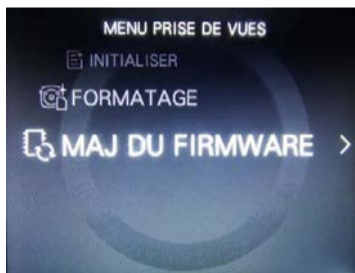 MENU PRISE DE VUES
INITIALISER
FORMATAGE
MAJ DU FIRMWARE >